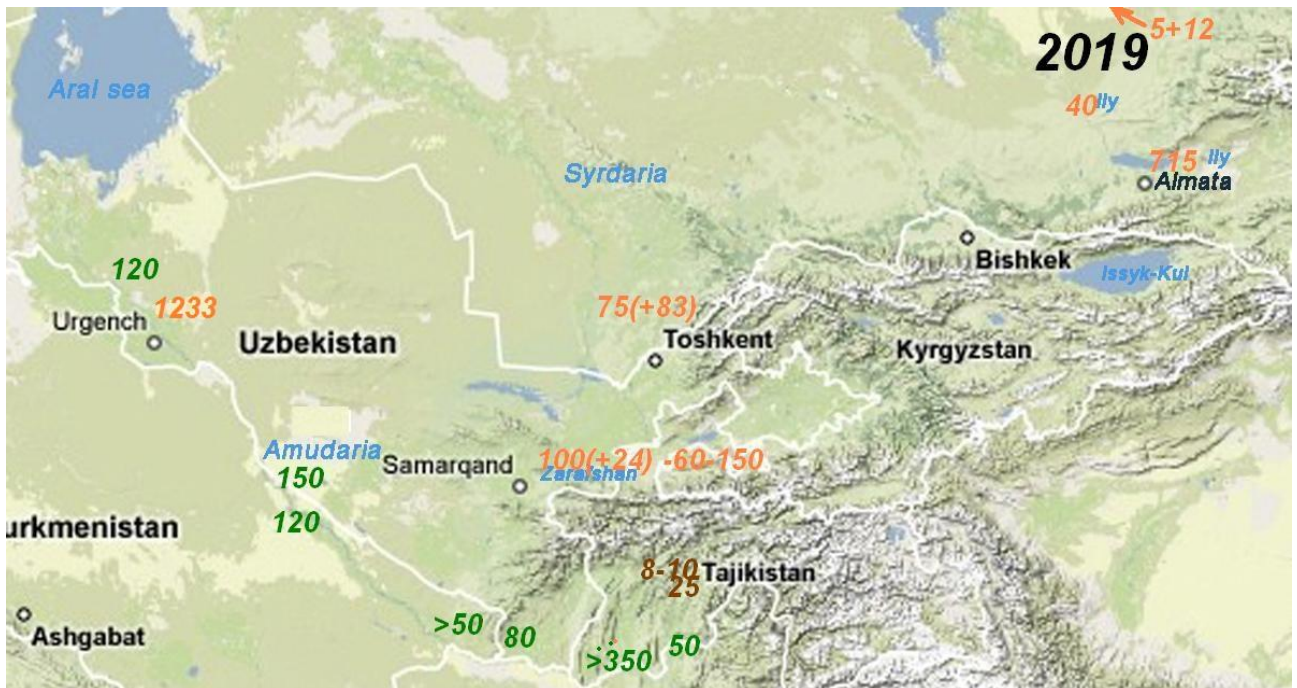 5+12
2019
Aral sea
40 Ily
Syrdaria
715 Ily
Almata
Bishkek
120
Issyk-Kul
1233
75(+83)
Urgench
Uzbekistan
Toshkent
Kyrgyzstan
Amudaria
Samarqand
100(+24) -60-150
Zarafshan
150
120
urkmenistan
8-10
Tajikistan
25
>50
80
Ashgabat
50
>350